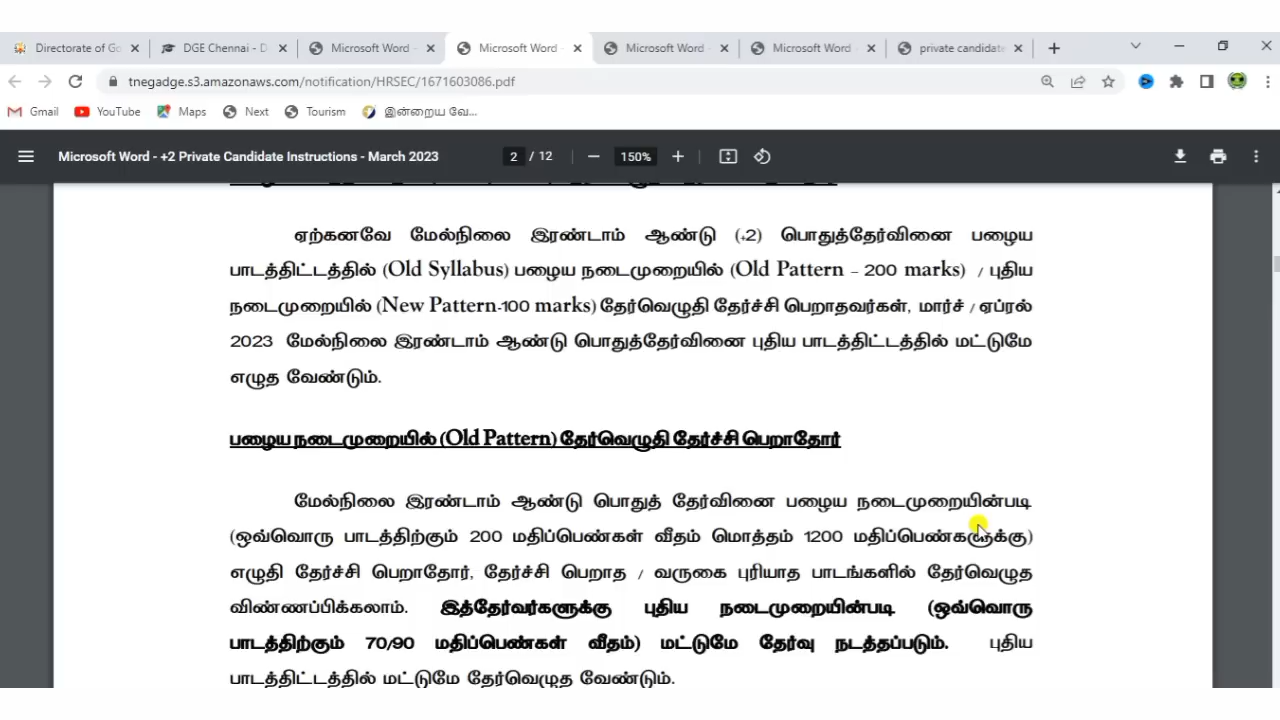 Directorate of Go
DGE Chennai - D
Microsoft Word -
Microsoft Word -
Microsoft Word -
Microsoft Word -
private candidate
tnegadge.s3.amazonaws.com/notification/HRSEC/1671603086.pdf
Gmail YouTube Maps Next Tourism இன்றைய வே...
Microsoft Word - +2 Private Candidate Instructions - March 2023 2 / 12 150%
ஏற்கனவே மேல்நிலை இரண்டாம் ஆண்டு (+2) பொதுத்தேர்வினை பழைய
பாடத்திட்டத்தில் (Old Syllabus) பழைய நடைமுறையில் (Old Pattern – 200 marks) / புதிய
நடைமுறையில் (New Pattern-100 marks) தேர்வெழுதி தேர்ச்சி பெறாதவர்கள், மார்ச் / ஏப்ரல்
2023 மேல்நிலை இரண்டாம் ஆண்டு பொதுத்தேர்வினை புதிய பாடத்திட்டத்தில் மட்டுமே
எழுத வேண்டும்.
பழைய நடைமுறையில் (Old Pattern) தேர்வெழுதி தேர்ச்சி பெறாதோர்
மேல்நிலை இரண்டாம் ஆண்டு பொதுத் தேர்வினை பழைய நடைமுறையின்படி
(ஒவ்வொரு பாடத்திற்கும் 200 மதிப்பெண்கள் வீதம் மொத்தம் 1200 மதிப்பெண்களுக்கு)
எழுதி தேர்ச்சி பெறாதோர், தேர்ச்சி பெறாத / வருகை புரியாத பாடங்களில் தேர்வெழுத
விண்ணப்பிக்கலாம். இத்தேர்வர்களுக்கு புதிய நடைமுறையின்படி (ஒவ்வொரு
பாடத்திற்கும் 70/90 மதிப்பெண்கள் வீதம்) மட்டுமே தேர்வு நடத்தப்படும். புதிய
பாடத்திட்டத்தில் மட்டுமே தேர்வெழுத வேண்டும்.